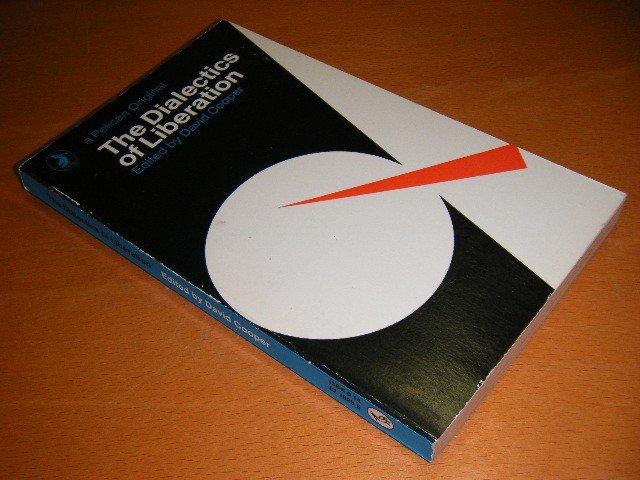 a Pelican Original
The Dialectics
of Liberation
Edited by David Cooper
The Dialectics of Liberation Edited by David Cooper